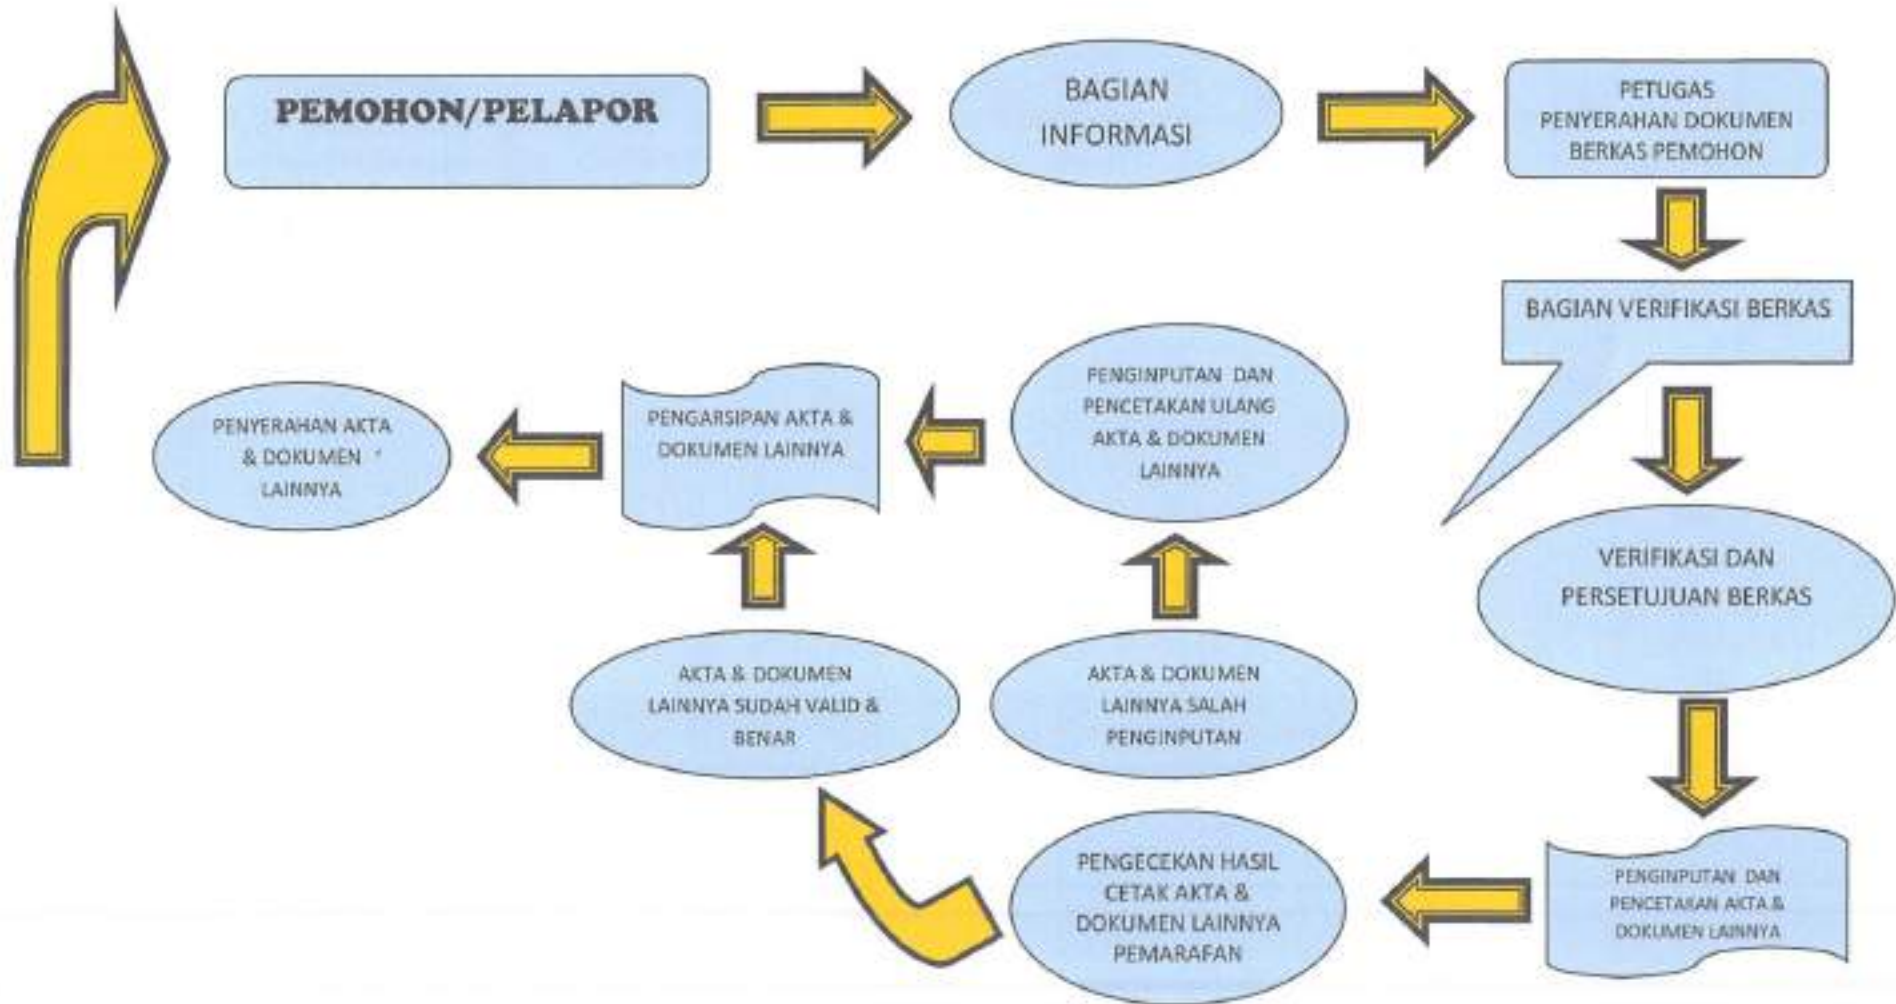 PEMOHON/PELAPOR
BAGIAN
INFORMASI
PETUGAS
PENYERAHAN DOKUMEN
BERKAS PEMOHON
BAGIAN VERIFIKASI BERKAS
VERIFIKASI DAN
PERSETUJUAN BERKAS
PENGINPUTAN DAN
PENCETAKAN AKTA &
DOKUMEN LAINNYA
PENGECEKAN HASIL
CETAK AKTA &
DOKUMEN LAINNYA
PEMARAFAN
AKTA & DOKUMEN
LAINNYA SUDAH VALID &
BENAR
AKTA & DOKUMEN
LAINNYA SALAH
PENGINPUTAN
PENGINPUTAN DAN
PENCETAKAN ULANG
AKTA & DOKUMEN
LAINNYA
PENGARSIPAN AKTA &
DOKUMEN LAINNYA
PENYERAHAN AKTA
& DOKUMEN
LAINNYA